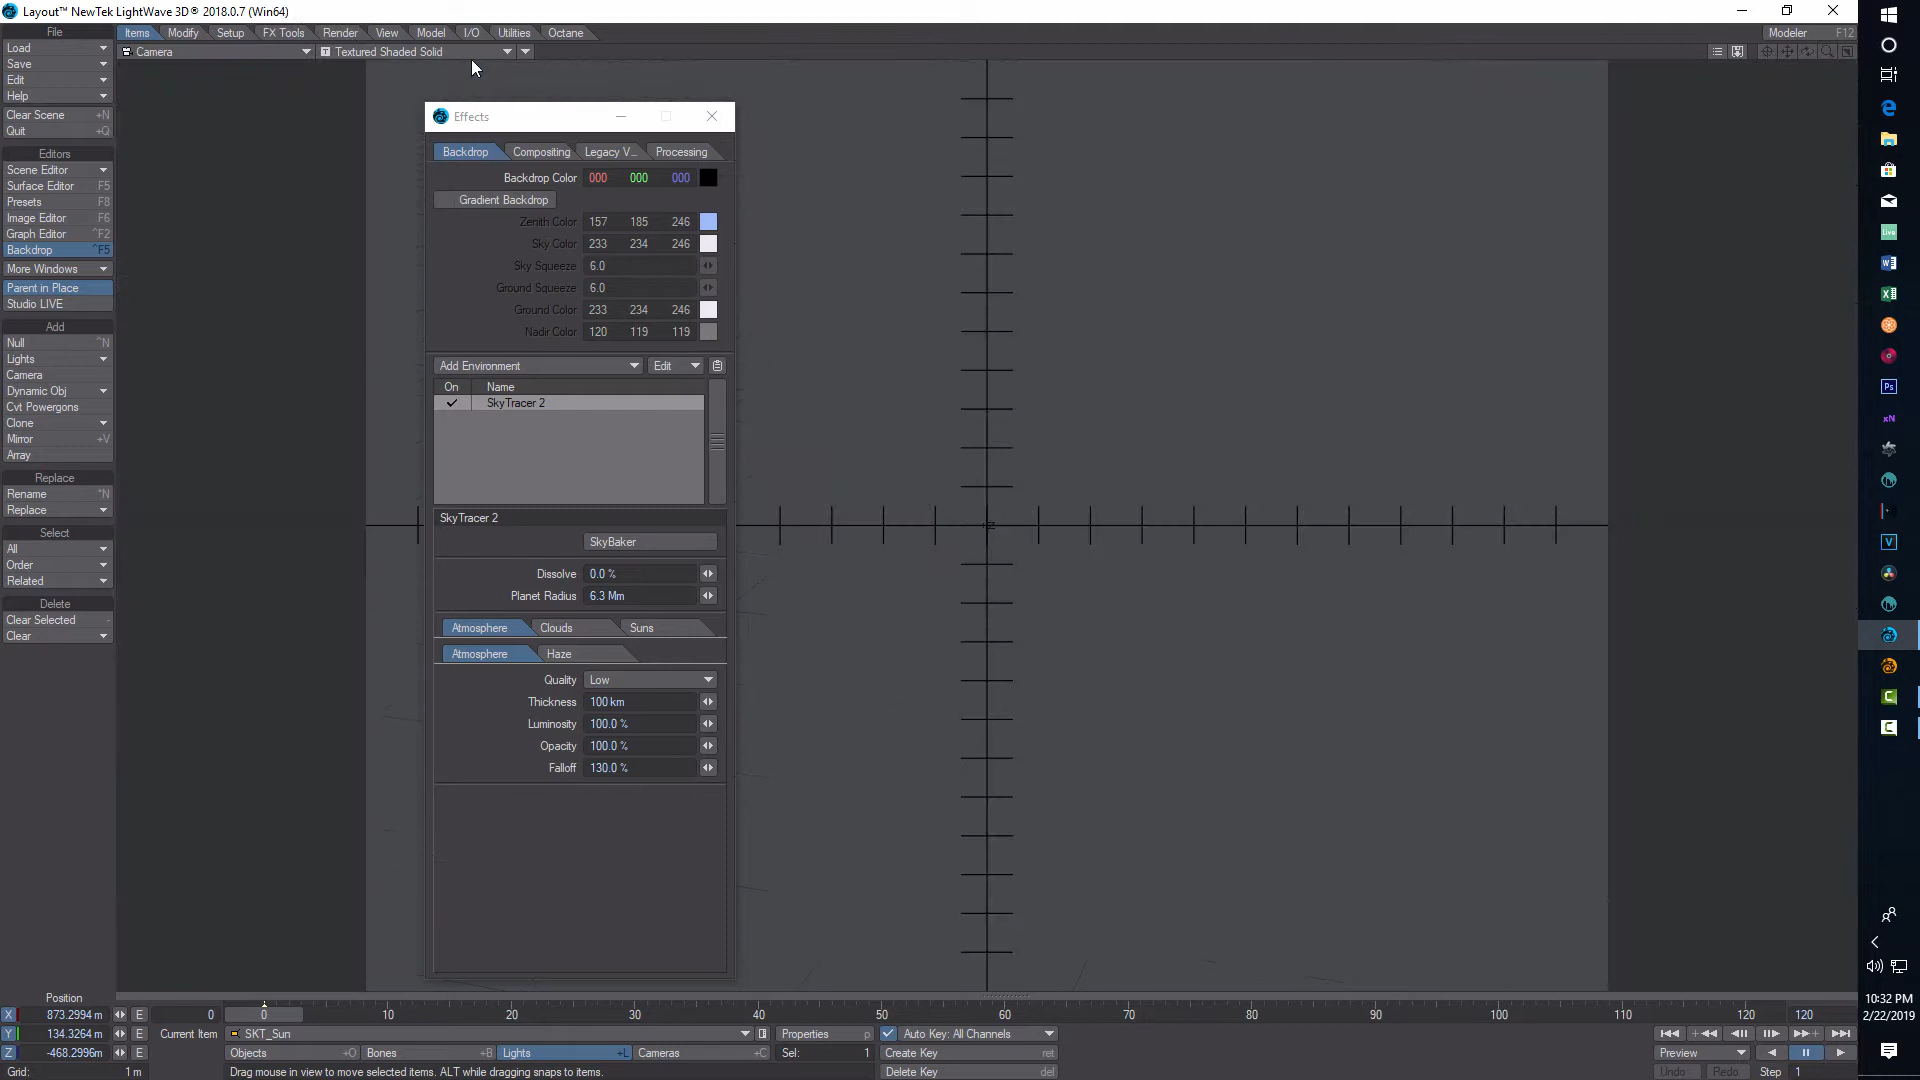 Layout™ NewTek LightWave 3D® 2018.0.7 (Win64)
File
Load
Save
Edit
Help
Clear Scene +N
Quit +Q
Editors
Scene Editor
Surface Editor F5
Presets F8
Image Editor F6
Graph Editor ^F2
Backdrop ^F5
More Windows
Parent in Place
Studio LIVE
Add
Null ^N
Lights
Camera
Dynamic Obj
Cvt Powergons
Clone
Mirror +V
Array
Replace
Rename
Replace
Select
All
Order
Related
Delete
Clear Selected -
Clear
Items Modify Setup FX Tools Render View Model I/O Utilities Octane
Modeler F12
Camera
Textured Shaded Solid
Effects
Backdrop Compositing Legacy V... Processing
Backdrop Color 000 000 000
Gradient Backdrop
Zenith Color 157 185 246
Sky Color 233 234 246
Sky Squeeze 6.0
Ground Squeeze 6.0
Ground Color 233 234 246
Nadir Color 120 119 119
Add Environment Edit
On Name
SkyTracer 2
SkyTracer 2
SkyBaker
Dissolve 0.0 %
Planet Radius 6.3 Mm
Atmosphere Clouds Suns
Atmosphere Haze
Quality Low
Thickness 100 km
Luminosity 100.0 %
Opacity 100.0 %
Falloff 130.0 %
Position
X 873.2994 m E
Y 134.3264 m E
Z -468.2996m E
Grid: 1 m
0 0 10 20 30 40 50 60 70 80 90 100 110 120 120
Current Item SKT_Sun Properties p
Auto Key: All Channels
Objects +O Bones +B Lights +L Cameras +C Sel: 1
Create Key ret
Delete Key del
Drag mouse in view to move selected items. ALT while dragging snaps to items.
Preview
Undo Redo Step 1
Live
Ps
xN
V
C
C
10:32 PM
2/22/2019